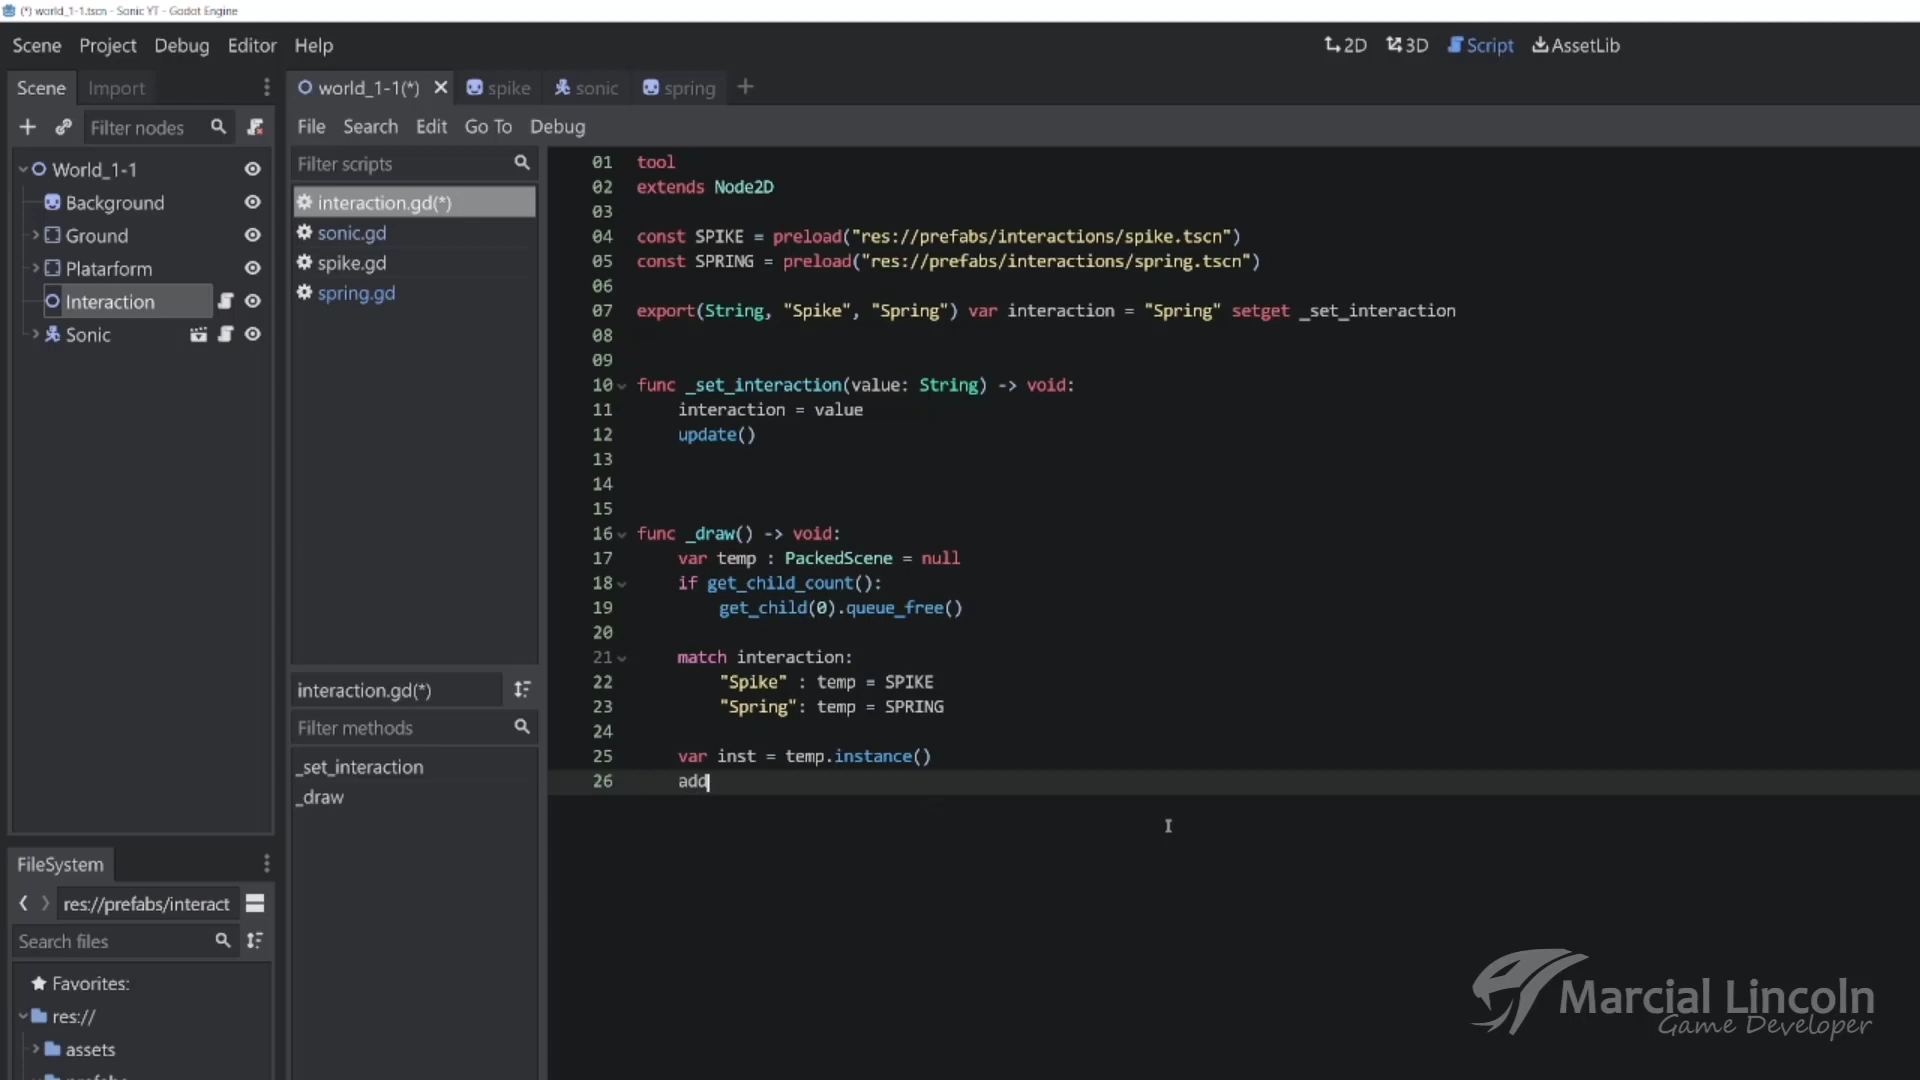 (*) world_1-1.tscn - Sonic YT - Godot Engine
Scene Project Debug Editor Help
2D 3D Script AssetLib
Scene Import
world_1-1(*) spike sonic spring
Filter nodes
File Search Edit Go To Debug
World_1-1
Background
Ground
Platarform
Interaction
Sonic
Filter scripts
interaction.gd(*)
sonic.gd
spike.gd
spring.gd
interaction.gd(*)
Filter methods
_set_interaction
_draw
01 tool
02 extends Node2D
03
04 const SPIKE = preload("res://prefabs/interactions/spike.tscn")
05 const SPRING = preload("res://prefabs/interactions/spring.tscn")
06
07 export(String, "Spike", "Spring") var interaction = "Spring" setget _set_interaction
08
09
10 func _set_interaction(value: String) -> void:
11 interaction = value
12 update()
13
14
15
16 func _draw() -> void:
17 var temp : PackedScene = null
18 if get_child_count():
19 get_child(0).queue_free()
20
21 match interaction:
22 "Spike" : temp = SPIKE
23 "Spring": temp = SPRING
24
25 var inst = temp.instance()
26 add
FileSystem
res://prefabs/interact
Search files
Favorites:
res://
assets
Marcial Lincoln
Game Developer